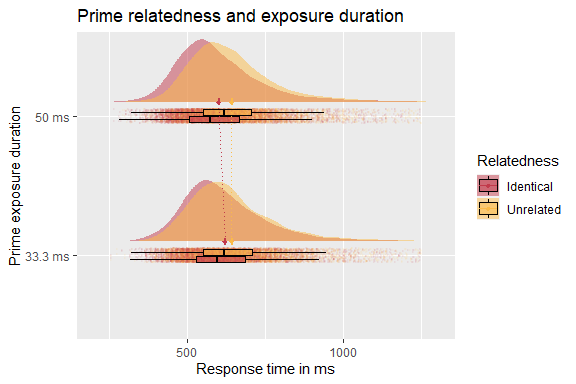 Prime relatedness and exposure duration
Prime exposure duration
50 ms
33.3 ms
500
1000
Response time in ms
Relatedness
Identical
Unrelated